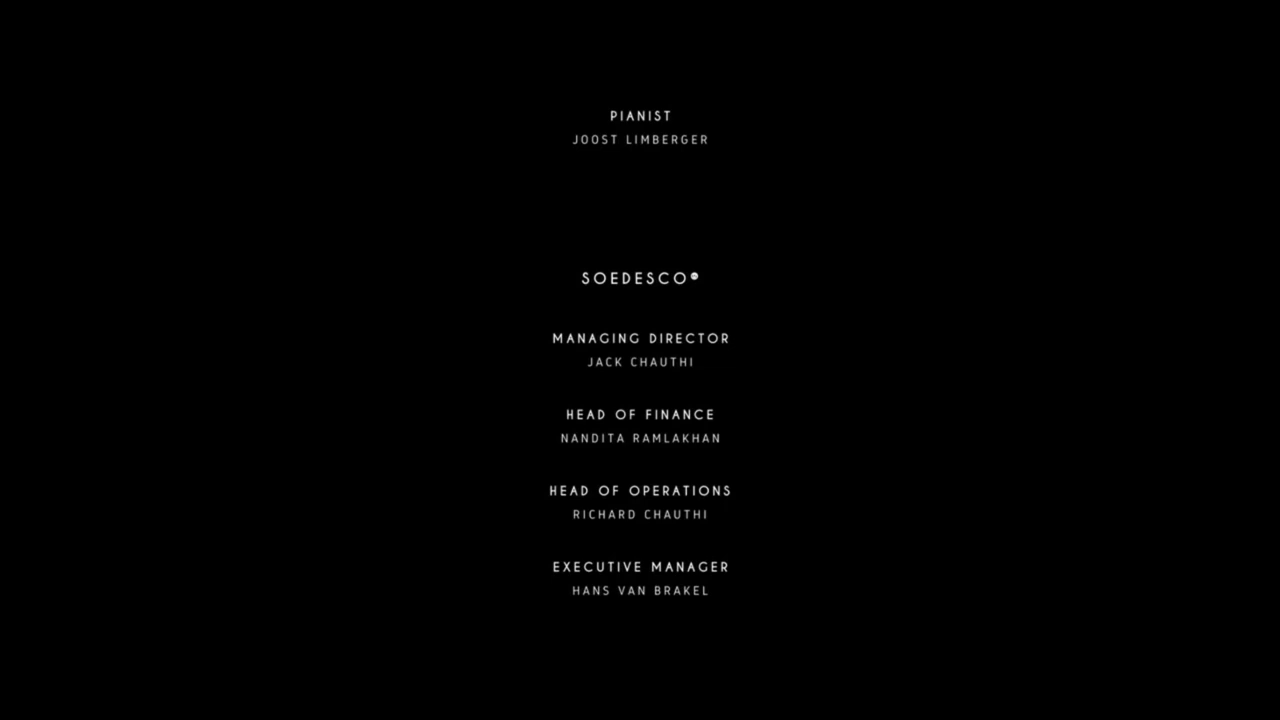 PIANIST
JOOST LIMBERGER
SOEDESCO®
MANAGING DIRECTOR
JACK CHAUTHI
HEAD OF FINANCE
NANDITA RAMLAKHAN
HEAD OF OPERATIONS
RICHARD CHAUTHI
EXECUTIVE MANAGER
HANS VAN BRAKEL